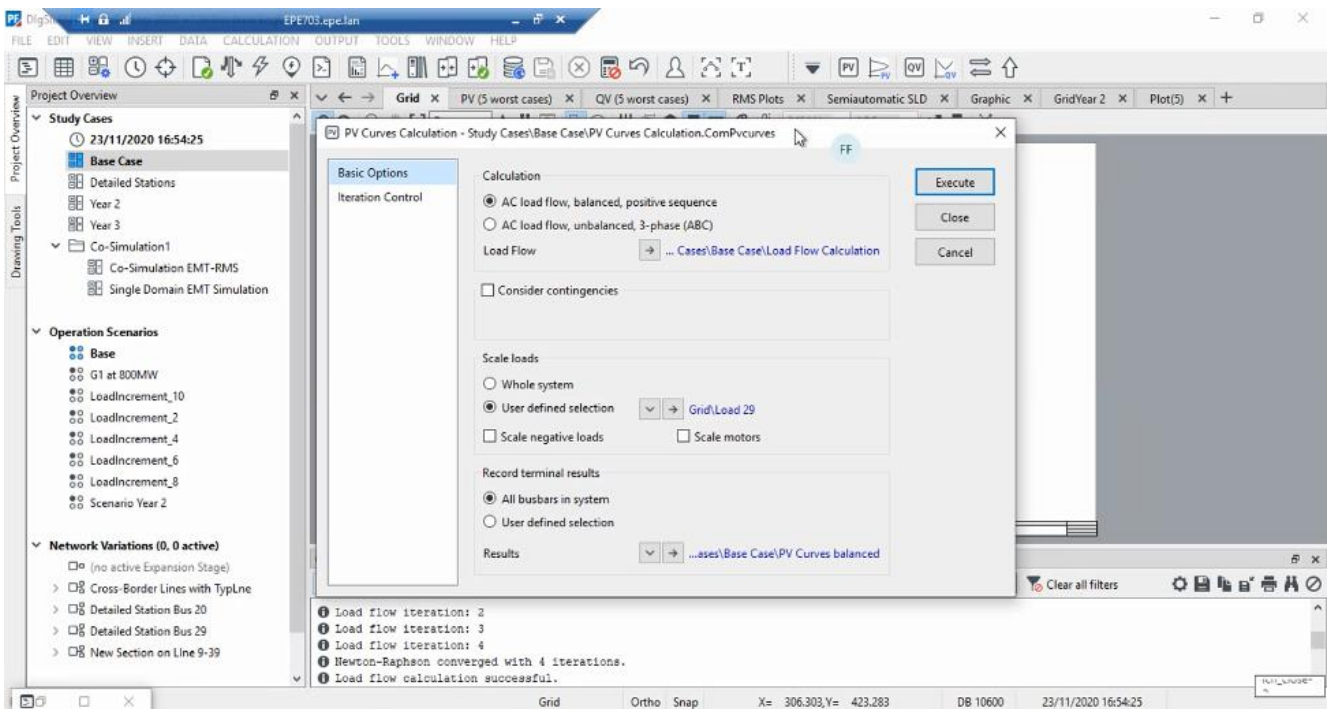 DigSi
EPE703.epe.lan
FILE EDIT VIEW INSERT DATA CALCULATION OUTPUT TOOLS WINDOW HELP
PV PV QV QV
Project Overview
Grid PV (5 worst cases) QV (5 worst cases) RMS Plots Semiautomatic SLD Graphic GridYear 2 Plot(5)
Project Overview
Drawing Tools
Study Cases
23/11/2020 16:54:25
Base Case
Detailed Stations
Year 2
Year 3
Co-Simulation1
Co-Simulation EMT-RMS
Single Domain EMT Simulation
Operation Scenarios
Base
G1 at 800MW
LoadIncrement_10
LoadIncrement_2
LoadIncrement_4
LoadIncrement_6
LoadIncrement_8
Scenario Year 2
Network Variations (0, 0 active)
(no active Expansion Stage)
Cross-Border Lines with TypLne
Detailed Station Bus 20
Detailed Station Bus 29
New Section on LIne 9-39
PV Curves Calculation - Study Cases\Base Case\PV Curves Calculation.ComPvcurves
FF
Basic Options
Iteration Control
Calculation
AC load flow, balanced, positive sequence
AC load flow, unbalanced, 3-phase (ABC)
Load Flow ... Cases\Base Case\Load Flow Calculation
Consider contingencies
Scale loads
Whole system
User defined selection Grid\Load 29
Scale negative loads Scale motors
Record terminal results
All busbars in system
User defined selection
Results ...ases\Base Case\PV Curves balanced
Execute
Close
Cancel
Clear all filters
Load flow iteration: 2
Load flow iteration: 3
Load flow iteration: 4
Newton-Raphson converged with 4 iterations.
Load flow calculation successful.
Grid Ortho Snap X= 306.303,Y= 423.283 DB 10600 23/11/2020 16:54:25